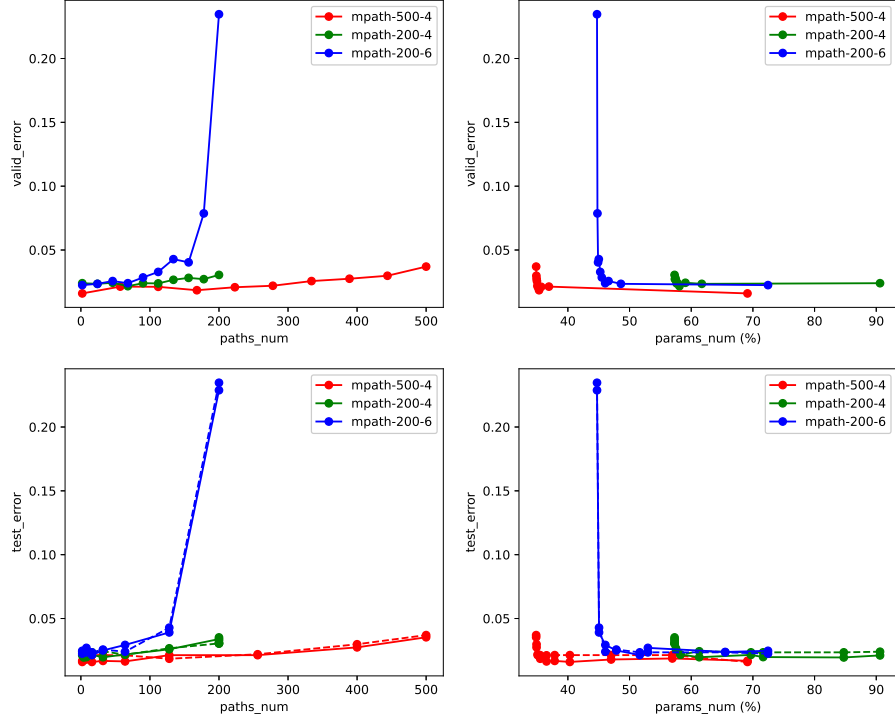 mpath-500-4
mpath-200-4
mpath-200-6
0.20
0.15
0.10
0.05
valid_error
0 100 200 300 400 500
paths_num
mpath-500-4
mpath-200-4
mpath-200-6
0.20
0.15
0.10
0.05
valid_error
40 50 60 70 80 90
params_num (%)
mpath-500-4
mpath-200-4
mpath-200-6
0.20
0.15
0.10
0.05
test_error
0 100 200 300 400 500
paths_num
mpath-500-4
mpath-200-4
mpath-200-6
0.20
0.15
0.10
0.05
test_error
40 50 60 70 80 90
params_num (%)